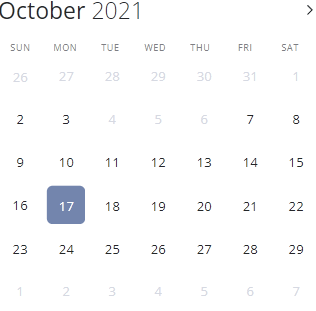 October 2021
SUN MON TUE WED THU FRI SAT
26 27 28 29 30 31 1
2 3 4 5 6 7 8
9 10 11 12 13 14 15
16 17 18 19 20 21 22
23 24 25 26 27 28 29
1 2 3 4 5 6 7